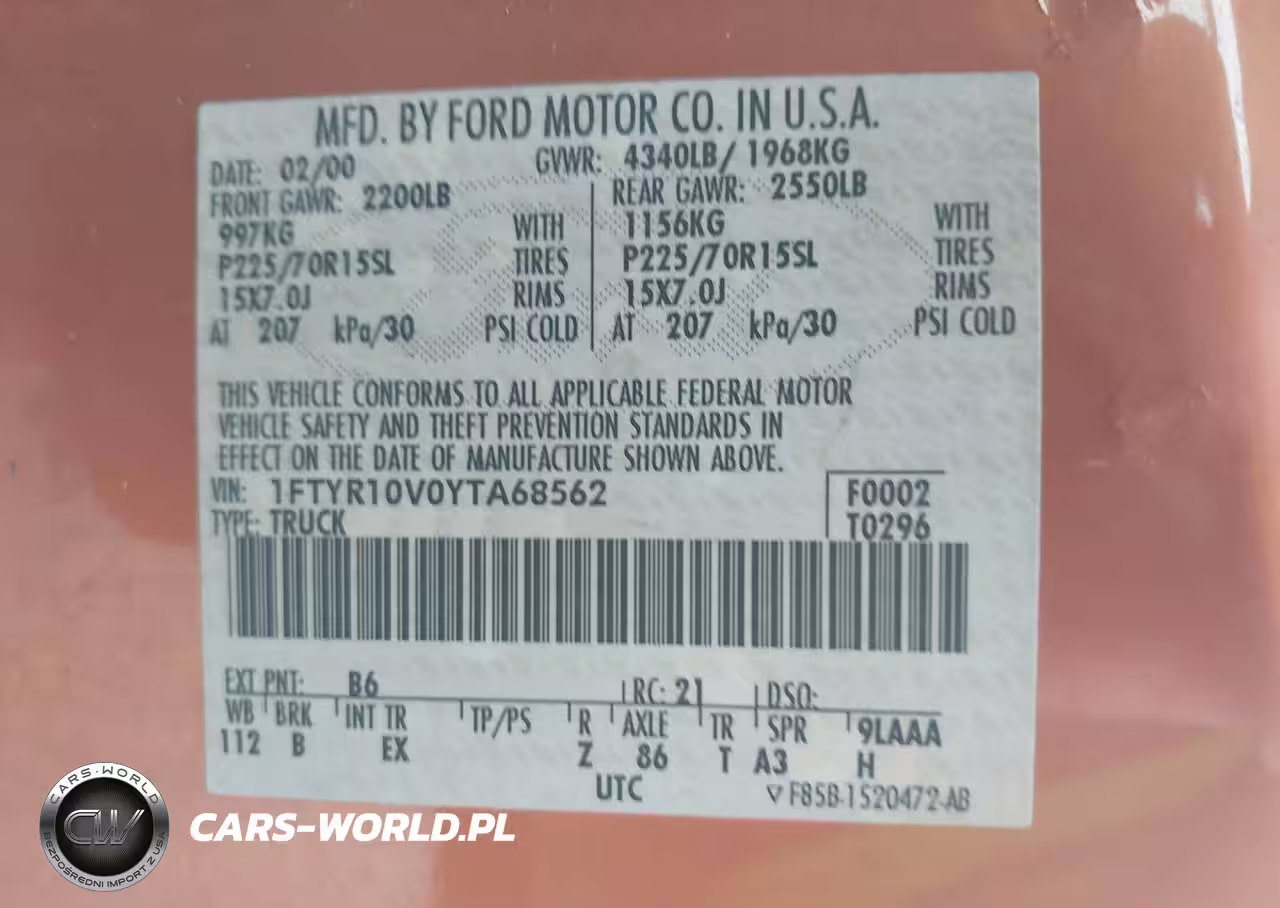 MFD. BY FORD MOTOR CO. IN U.S.A.
DATE: 02/00 GVWR: 4340LB/ 1968KG
FRONT GAWR: 2200LB REAR GAWR: 2550LB
997KG WITH 1156KG WITH
P225/70R15SL TIRES P225/70R15SL TIRES
15X7.0J RIMS 15X7.0J RIMS
AT 207 kPa/30 PSI COLD AT 207 kPa/30 PSI COLD
THIS VEHICLE CONFORMS TO ALL APPLICABLE FEDERAL MOTOR
VEHICLE SAFETY AND THEFT PREVENTION STANDARDS IN
EFFECT ON THE DATE OF MANUFACTURE SHOWN ABOVE.
VIN: 1FTYR10V0YTA68562 F0002
TYPE: TRUCK T0296
EXT PNT: B6 RC: 21 DSO:
WB BRK INT TR TP/PS R AXLE TR SPR 9LAAA
112 B EX Z 86 T A3 H
UTC ▽ F85B-1520472-AB
CARS-WORLD
CW
BEZPOŚREDNI IMPORT Z USA
CARS-WORLD.PL